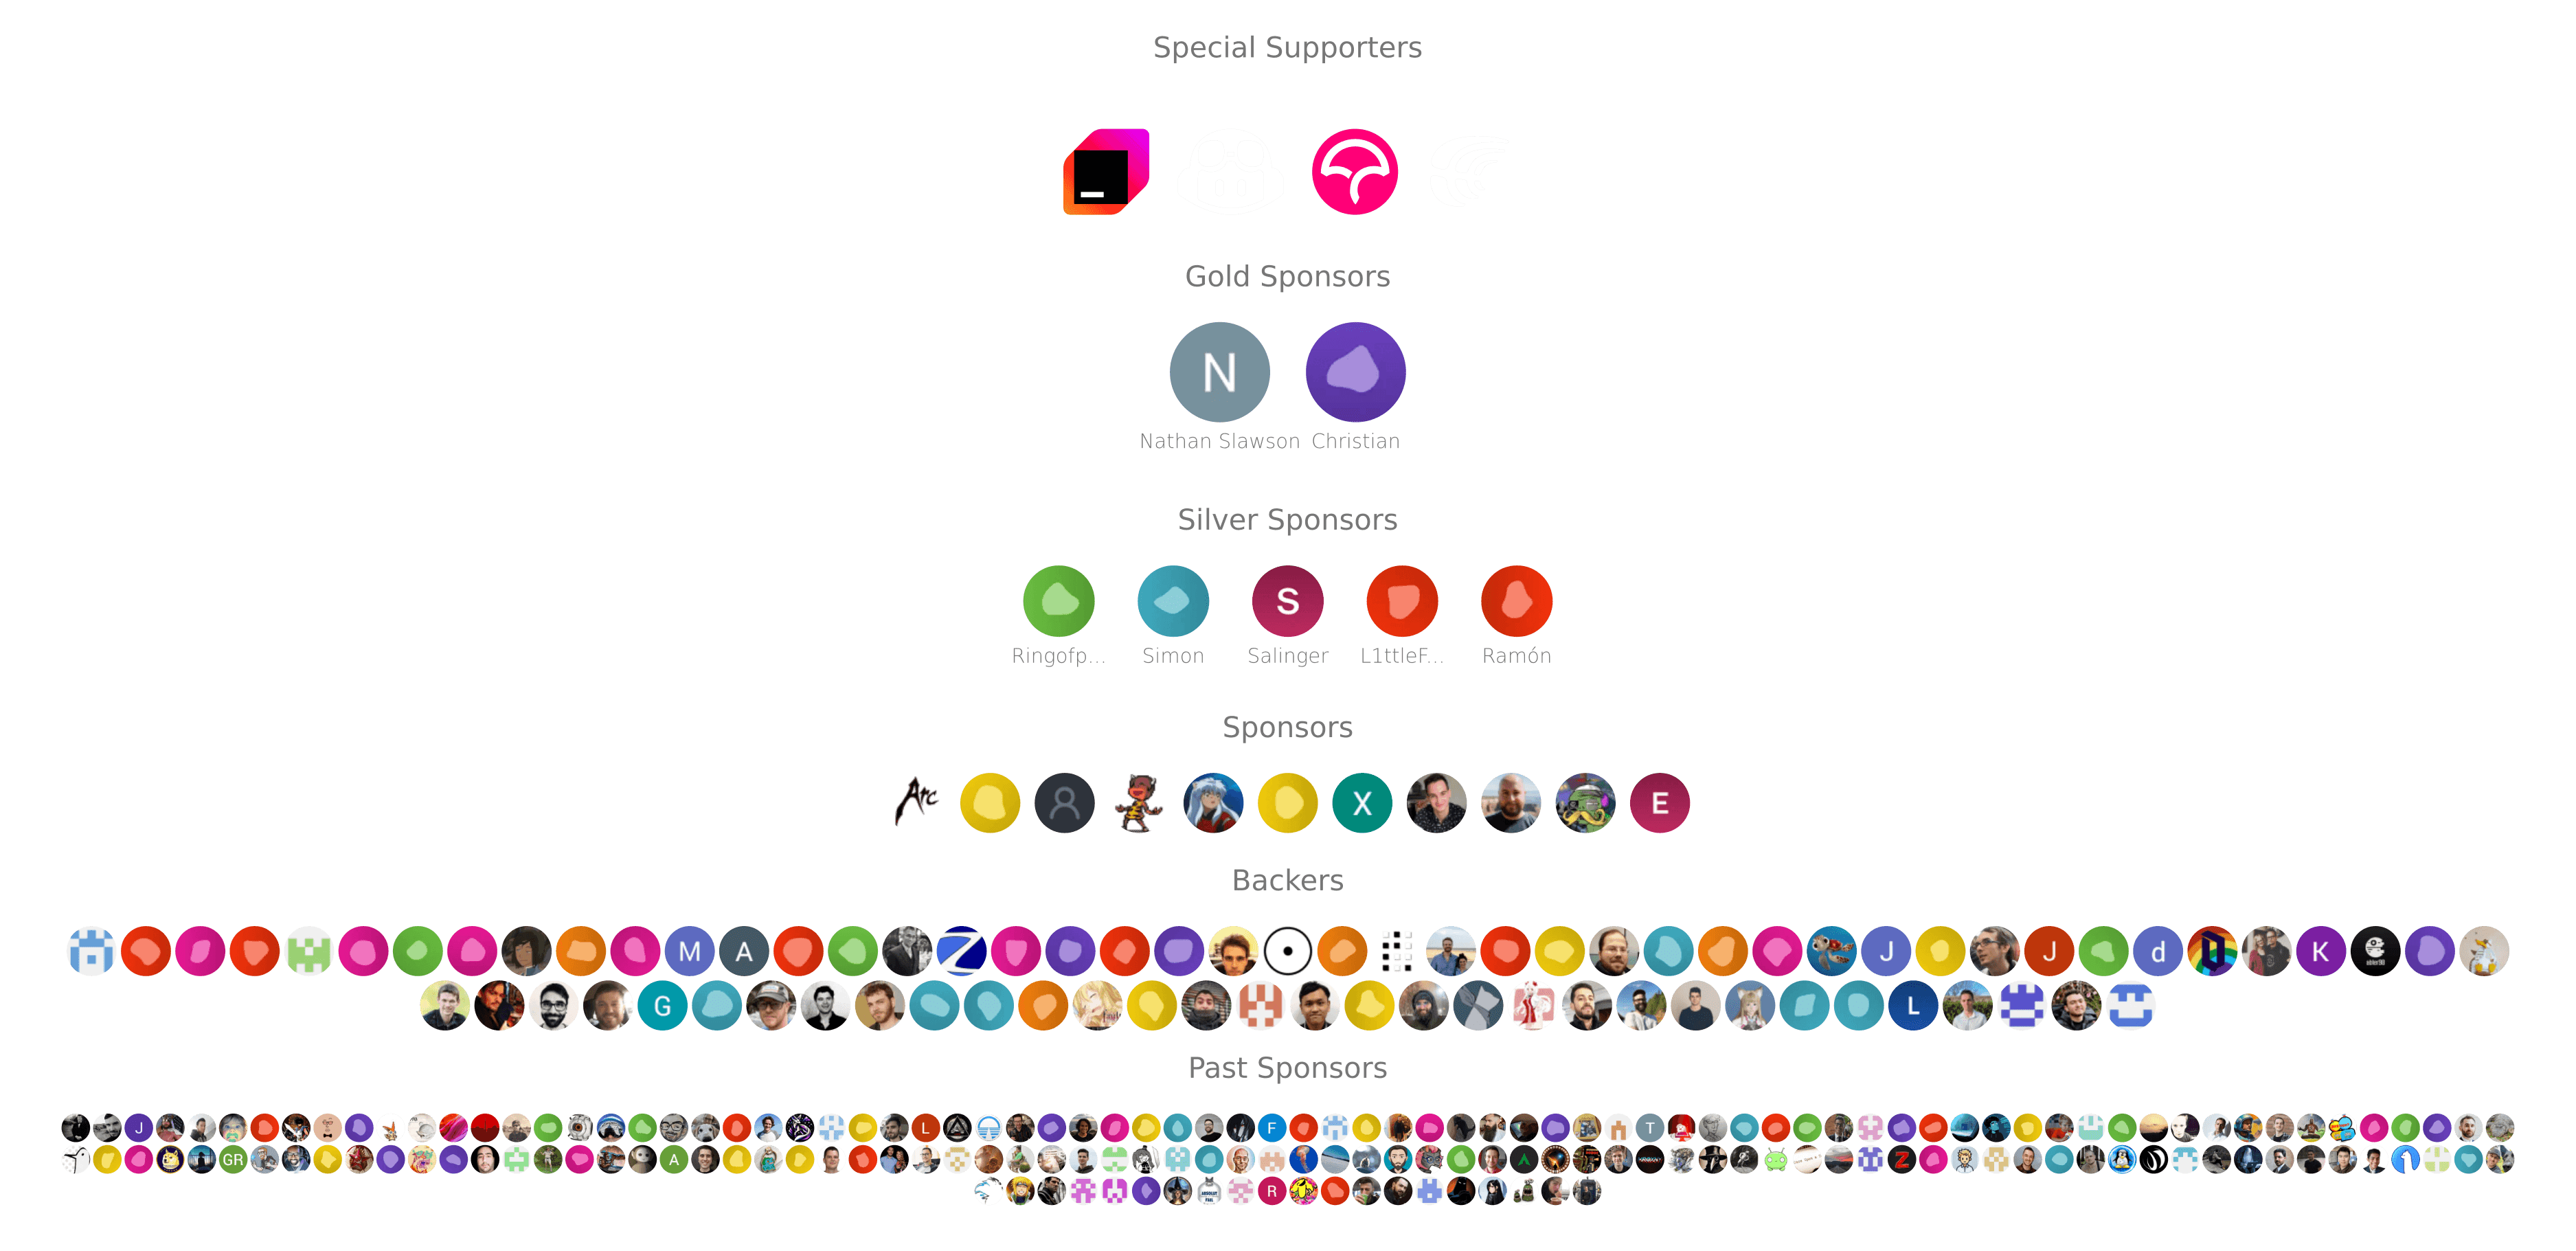 Special Supporters
Gold Sponsors
N
Nathan Slawson Christian
Silver Sponsors
S
Ringofp... Simon Salinger L1ttleF... Ramón
Sponsors
Arc X E
Backers
M A J J d K
G L
Past Sponsors
J L F T
GR A
R